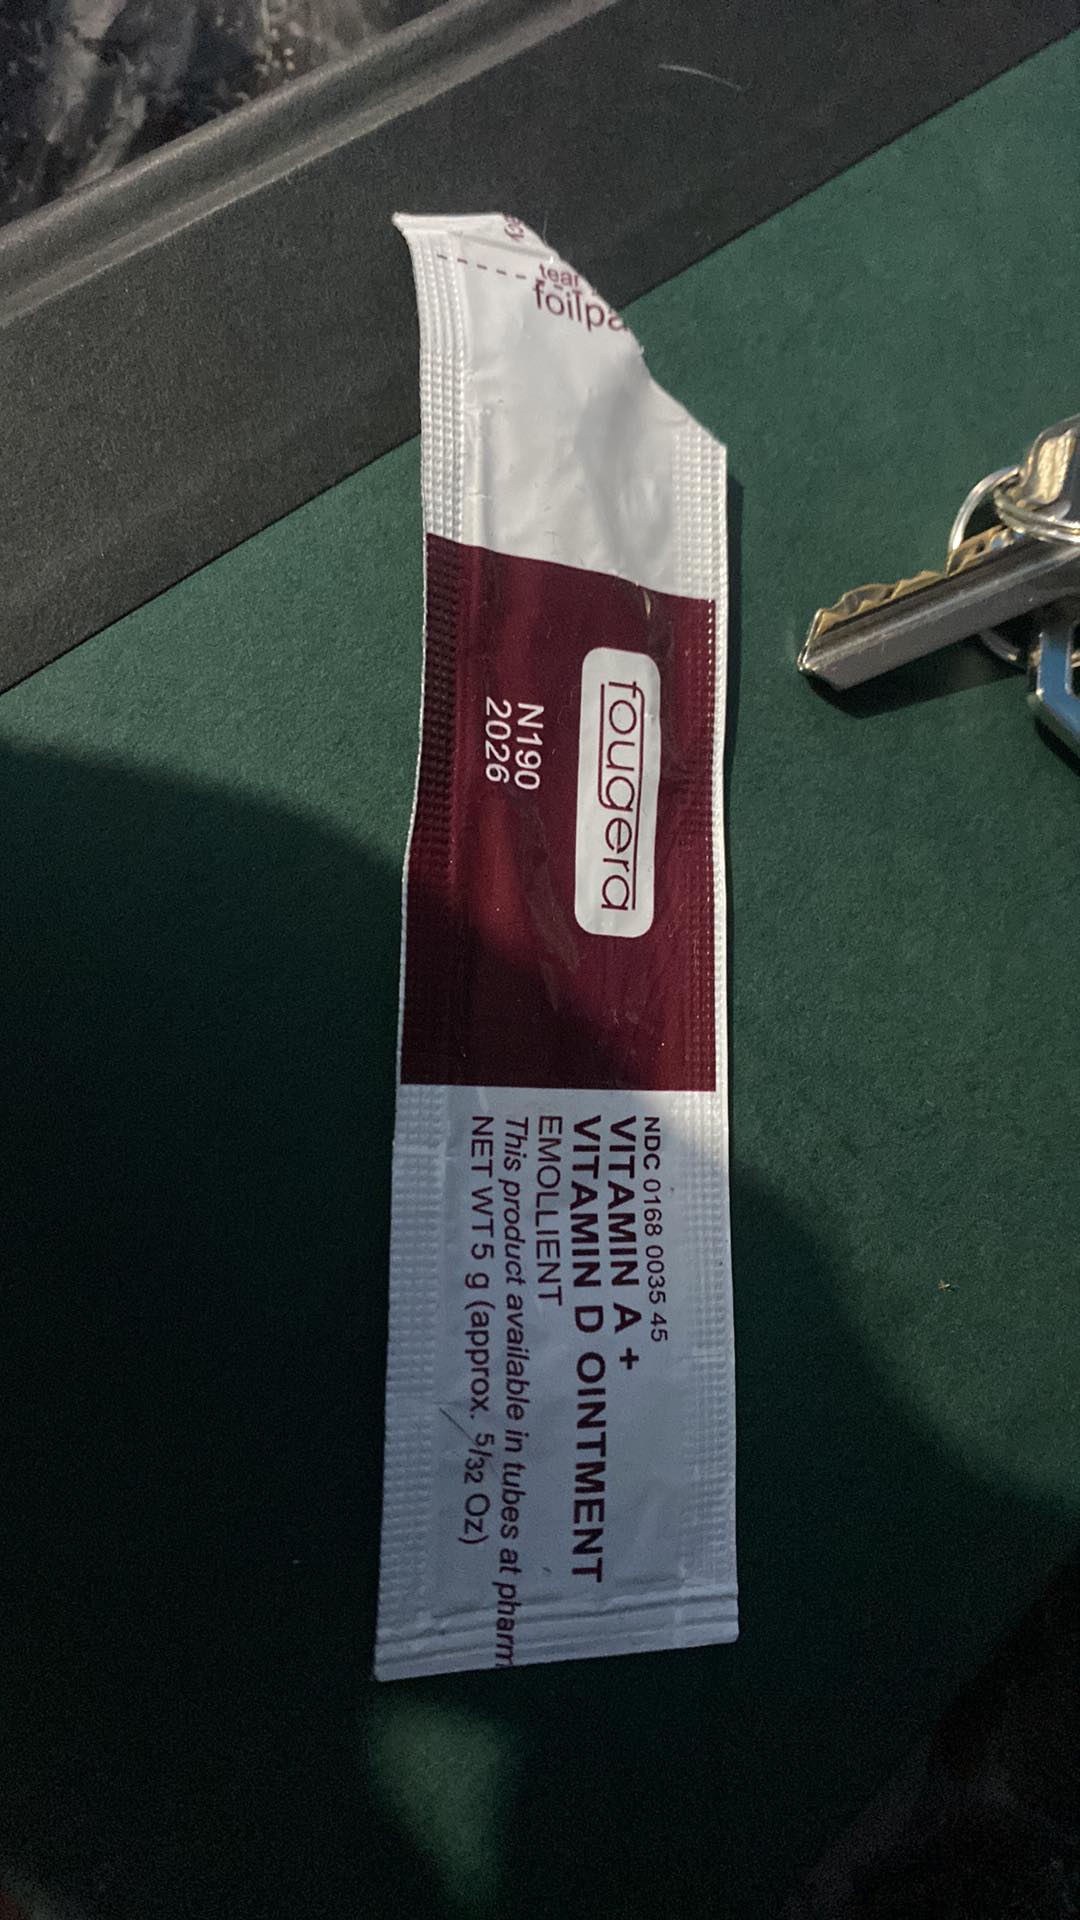 tear
foilpa
fougera
N190
2026
NDC 0168 0035 45
VITAMIN A +
VITAMIN D OINTMENT
EMOLLIENT
This product available in tubes at pharm
NET WT 5 g (approx. 5/32 Oz)